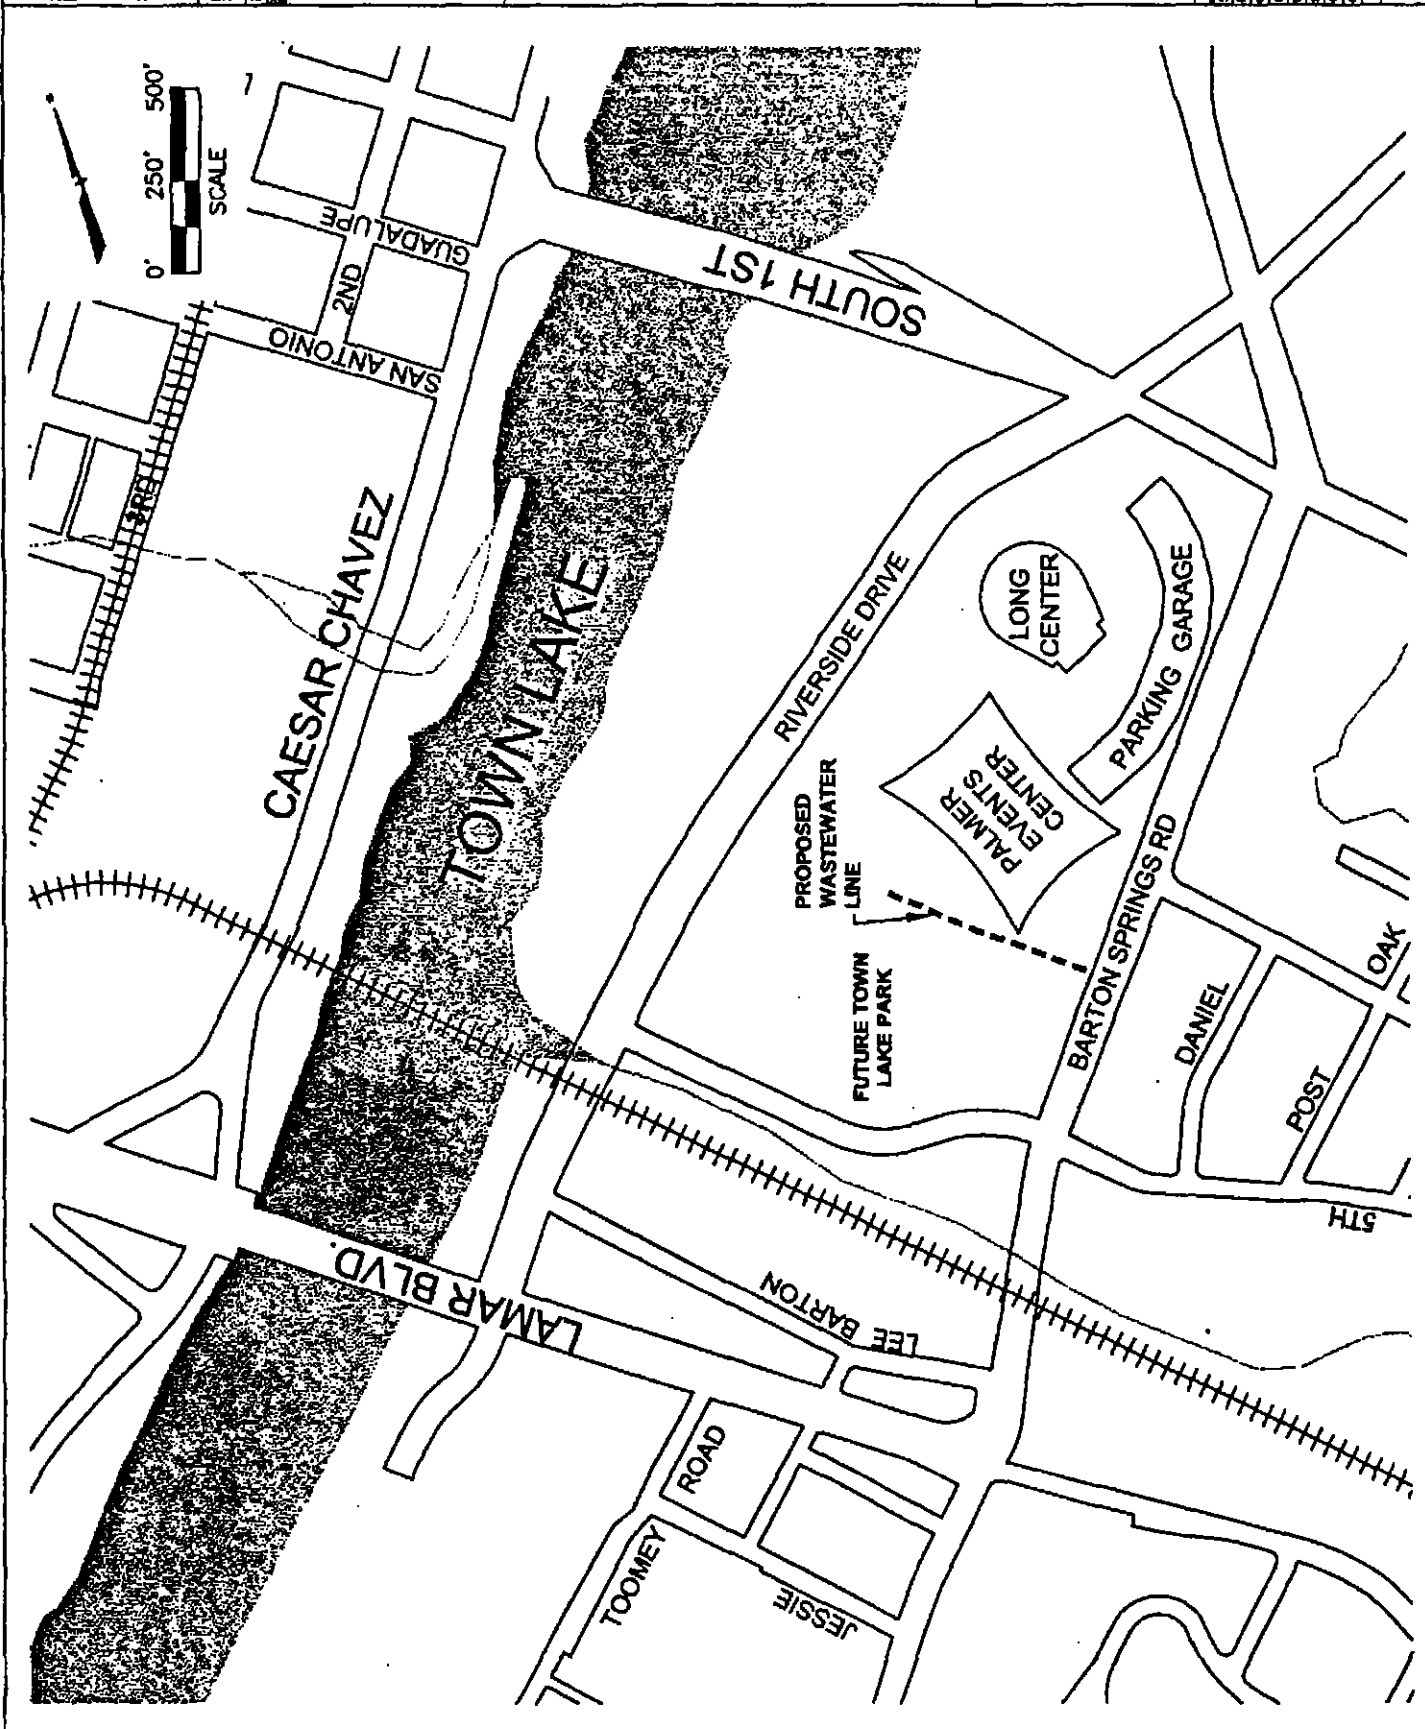 0' 250' 500'
SCALE
GUADALUPE
2ND
SAN ANTONIO
3RD
CAESAR CHAVEZ
TOWN LAKE
SOUTH 1ST
RIVERSIDE DRIVE
LONG
CENTER
PARKING GARAGE
PALMER
EVENTS
CENTER
PROPOSED
WASTEWATER
LINE
FUTURE TOWN
LAKE PARK
BARTON SPRINGS RD
DANIEL
POST
OAK
5TH
LAMAR BLVD.
LEE BARTON
TOOMEY
ROAD
JESSIE